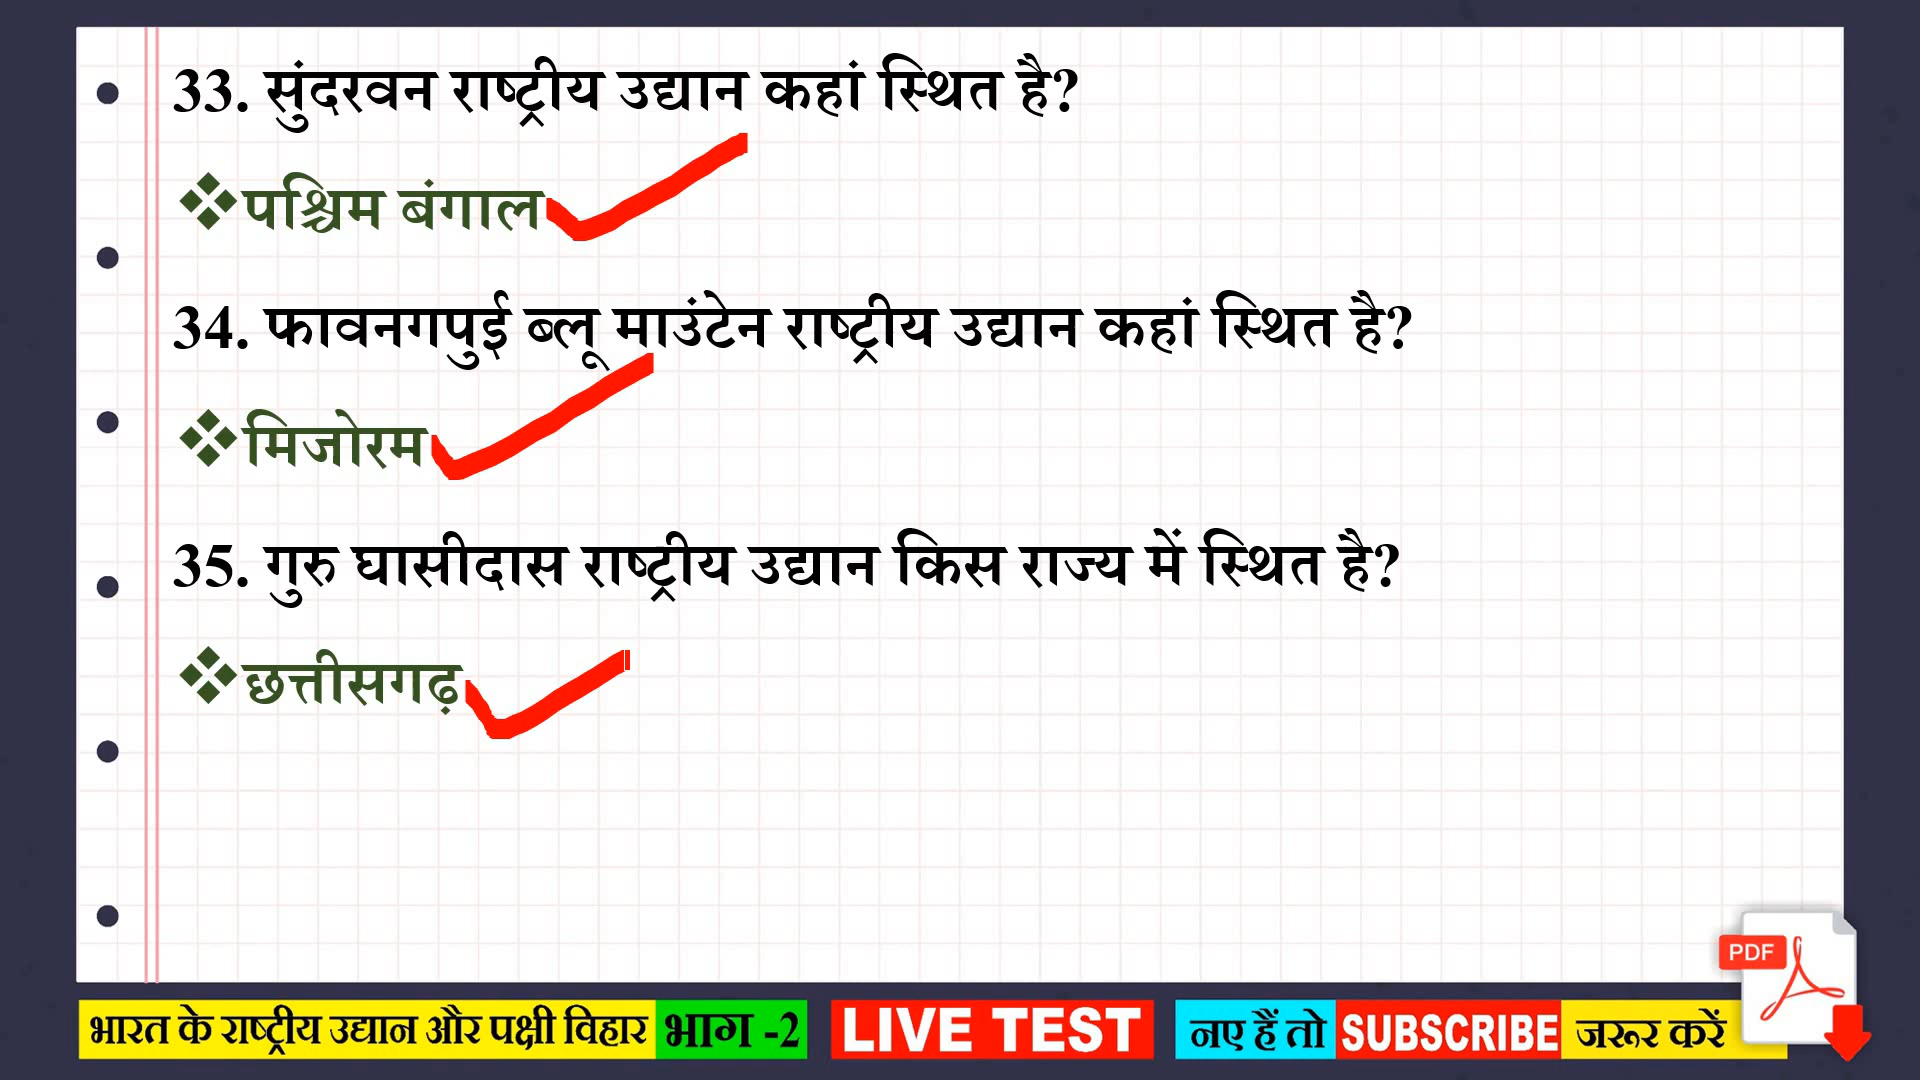 33. सुंदरवन राष्ट्रीय उद्यान कहां स्थित है?
❖पश्चिम बंगाल
34. फावनगपुई ब्लू माउंटेन राष्ट्रीय उद्यान कहां स्थित है?
❖मिजोरम
35. गुरु घासीदास राष्ट्रीय उद्यान किस राज्य में स्थित है?
❖छत्तीसगढ़
PDF
भारत के राष्ट्रीय उद्यान और पक्षी विहार भाग -2 LIVE TEST नए हैं तो SUBSCRIBE जरूर करें